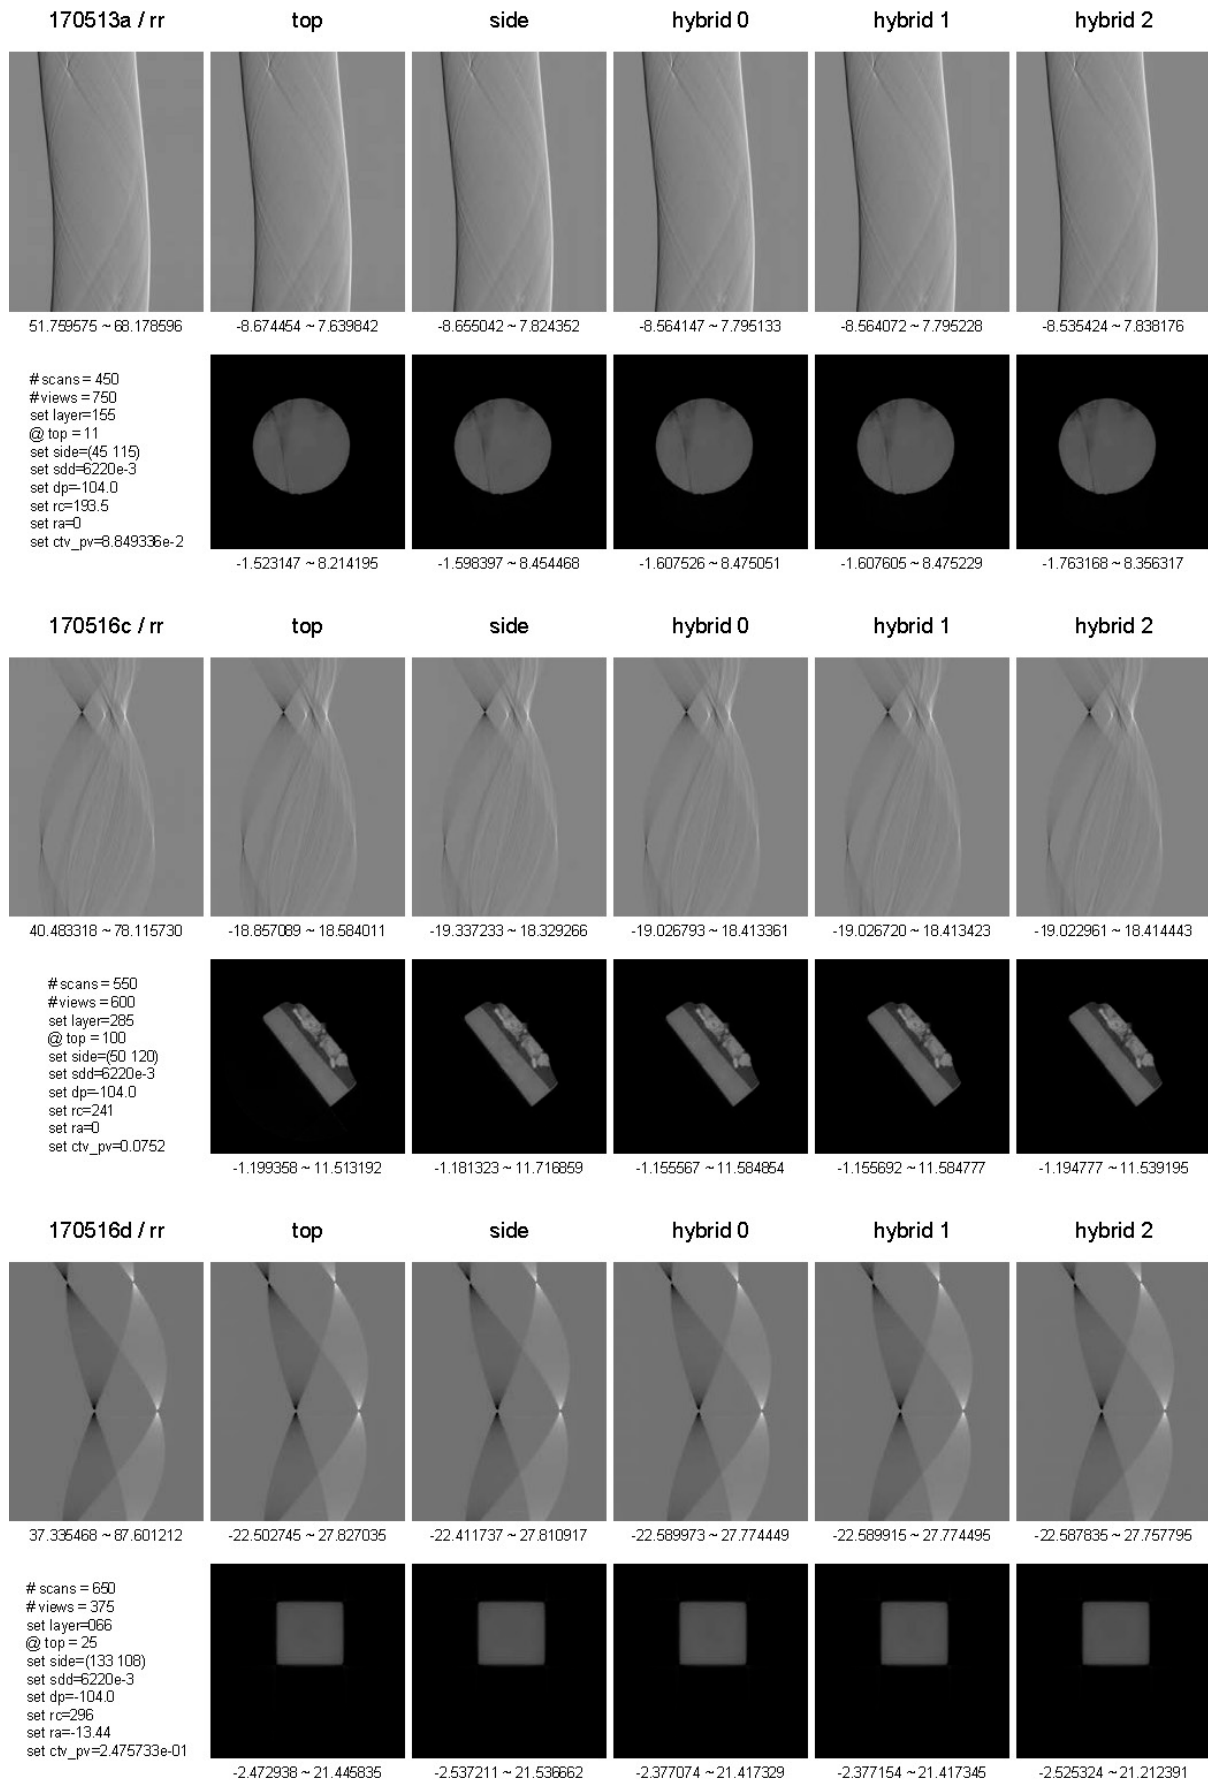 170513a / rr top side hybrid 0 hybrid 1 hybrid 2
51.759575 ~ 68.178596 -8.674454 ~ 7.639842 -8.655042 ~ 7.824352 -8.564147 ~ 7.795133 -8.564072 ~ 7.795228 -8.535424 ~ 7.838176
# scans = 450
# views = 750
set layer=155
@ top = 11
set side=(45 115)
set sdd=6220e-3
set dp=-104.0
set rc=193.5
set ra=0
set ctv_pv=8.849336e-2
-1.523147 ~ 8.214195 -1.598397 ~ 8.454468 -1.607526 ~ 8.475051 -1.607605 ~ 8.475229 -1.763168 ~ 8.356317
170516c / rr top side hybrid 0 hybrid 1 hybrid 2
40.483318 ~ 78.115730 -18.857089 ~ 18.584011 -19.337233 ~ 18.329266 -19.026793 ~ 18.413361 -19.026720 ~ 18.413423 -19.022961 ~ 18.414443
# scans = 550
# views = 600
set layer=285
@ top = 100
set side=(50 120)
set sdd=6220e-3
set dp=-104.0
set rc=241
set ra=0
set ctv_pv=0.0752
-1.199358 ~ 11.513192 -1.181323 ~ 11.716859 -1.155567 ~ 11.584854 -1.155692 ~ 11.584777 -1.194777 ~ 11.539195
170516d / rr top side hybrid 0 hybrid 1 hybrid 2
37.335468 ~ 87.601212 -22.502745 ~ 27.827035 -22.411737 ~ 27.810917 -22.589973 ~ 27.774449 -22.589915 ~ 27.774495 -22.587835 ~ 27.757795
# scans = 650
# views = 375
set layer=066
@ top = 25
set side=(133 108)
set sdd=6220e-3
set dp=-104.0
set rc=296
set ra=-13.44
set ctv_pv=2.475733e-01
-2.472938 ~ 21.445835 -2.537211 ~ 21.536662 -2.377074 ~ 21.417329 -2.377154 ~ 21.417345 -2.525324 ~ 21.212391